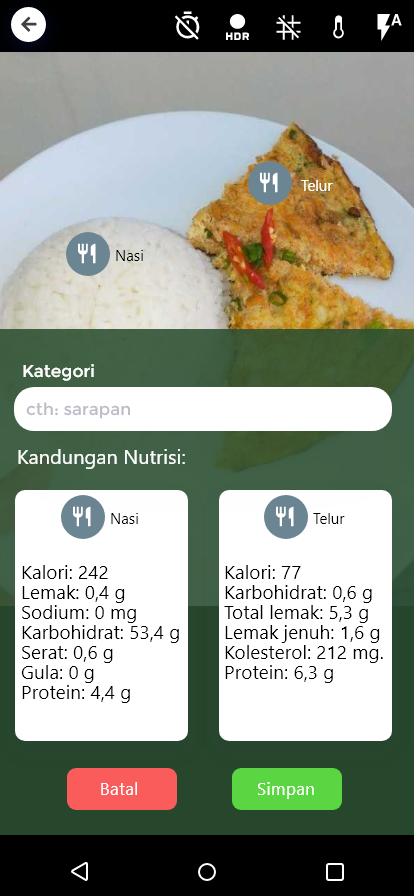 HDR
A
Telur
Nasi
Kategori
cth: sarapan
Kandungan Nutrisi:
Nasi
Kalori: 242
Lemak: 0,4 g
Sodium: 0 mg
Karbohidrat: 53,4 g
Serat: 0,6 g
Gula: 0 g
Protein: 4,4 g
Telur
Kalori: 77
Karbohidrat: 0,6 g
Total lemak: 5,3 g
Lemak jenuh: 1,6 g
Kolesterol: 212 mg.
Protein: 6,3 g
Batal
Simpan